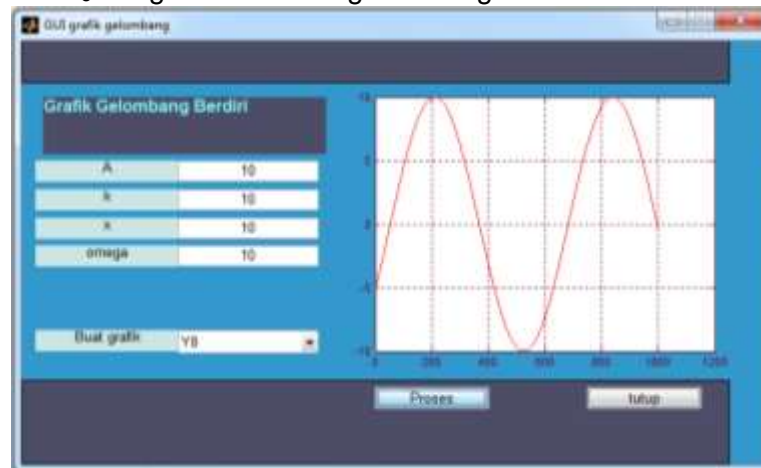 GUI grafik gelombang
Grafik Gelombang Berdiri
A 10
k 10
x 10
omega 10
Buat grafik Y8
10
5
0
-5
-10
0 200 400 600 800 1000 1200
Proses tutup